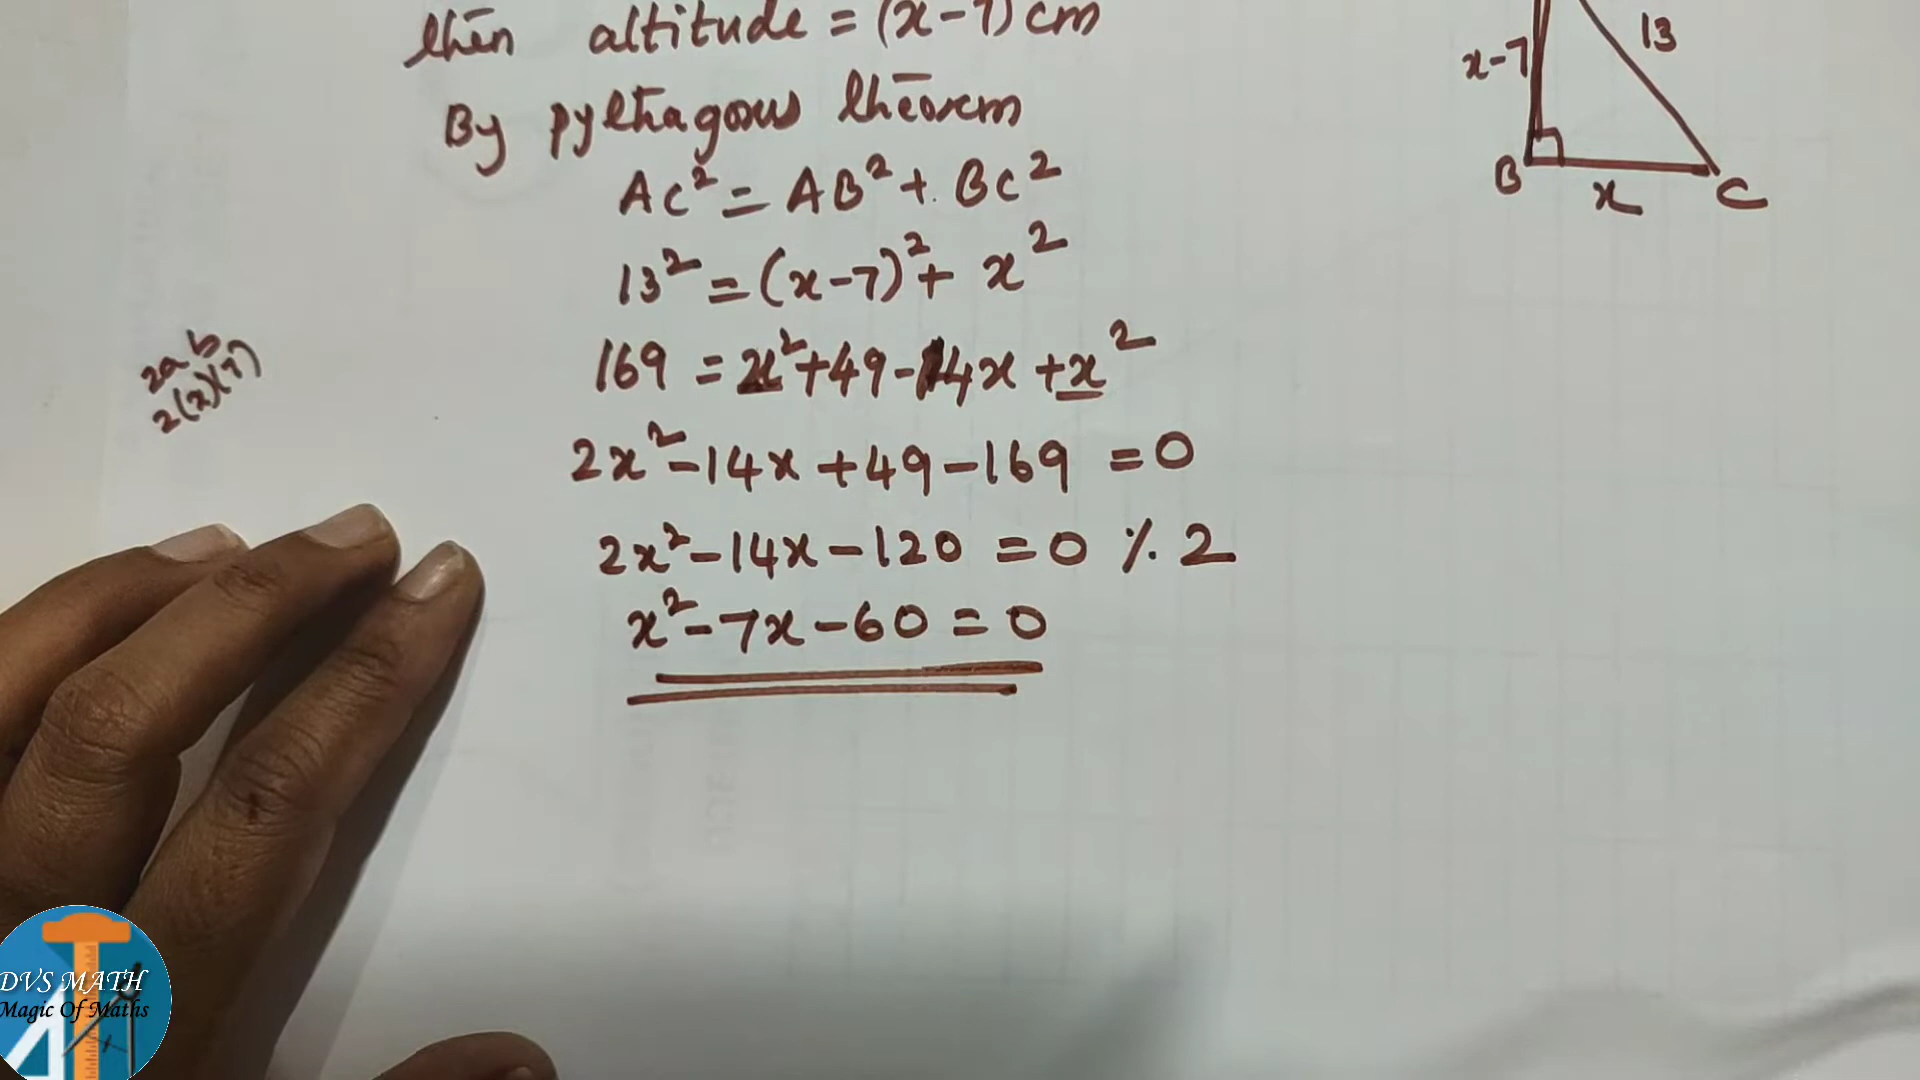 then altitude = (x-7) cm
By pythagorus theorem
AC² = AB² + BC²
13² = (x-7)² + x²
169 = x² + 49 - 14x + x²
2x² - 14x + 49 - 169 = 0
2x² - 14x - 120 = 0 ⁒ 2
x² - 7x - 60 = 0
2ab
2(x)(7)
x-7
13
B
x
C
DVS MATH
Magic Of Maths